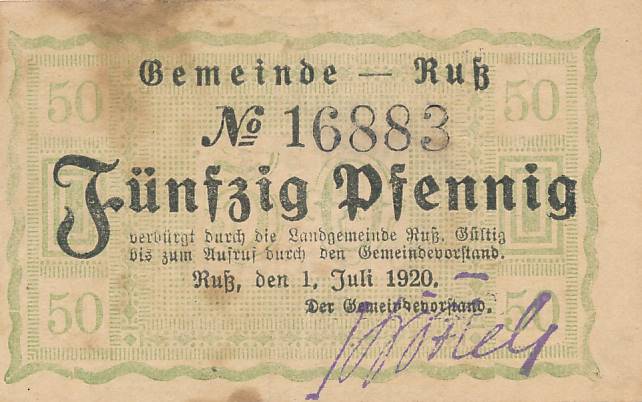 50 50
Gemeinde — Ruß
№ 16883
Fünfzig Pfennig
verbürgt durch die Landgemeinde Ruß. Gültig
bis zum Aufruf durch den Gemeindevorstand.
Ruß, den 1. Juli 1920.
Der Gemeindevorstand.
50 50